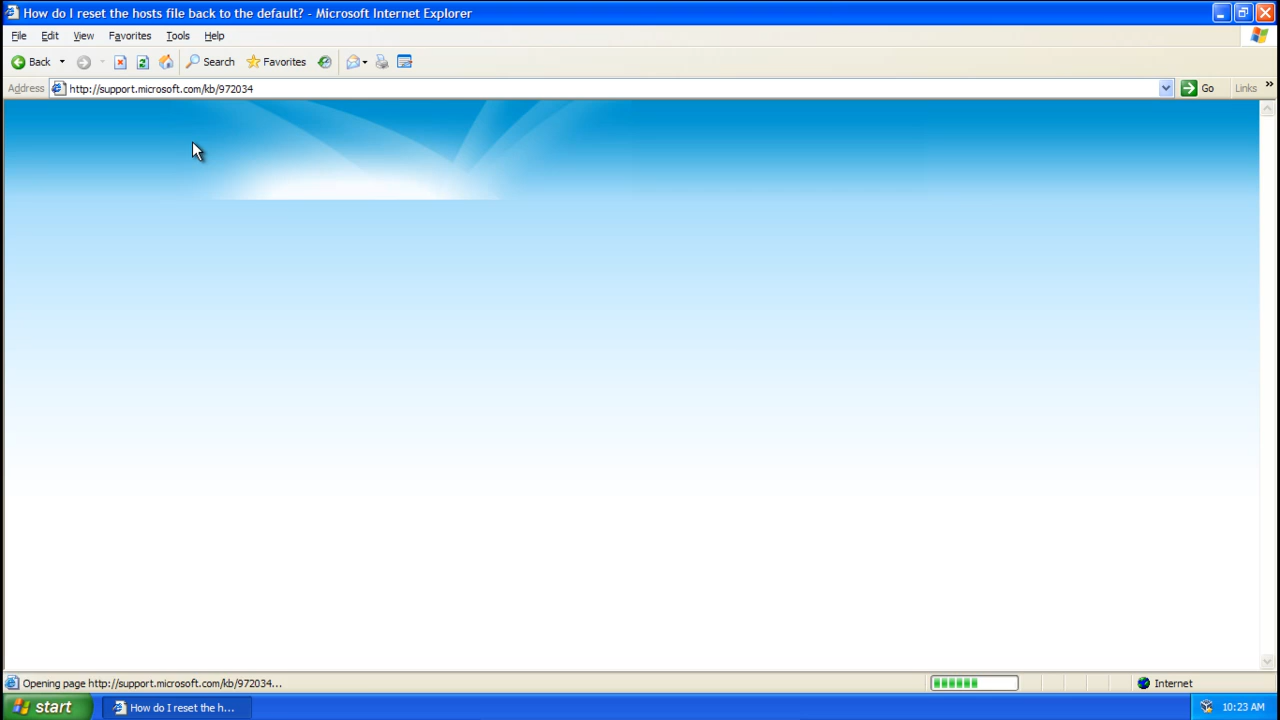 How do I reset the hosts file back to the default? - Microsoft Internet Explorer
File Edit View Favorites Tools Help
Back Search Favorites
Address http://support.microsoft.com/kb/972034 Go Links »
Opening page http://support.microsoft.com/kb/972034... Internet
start How do I reset the h... 10:23 AM